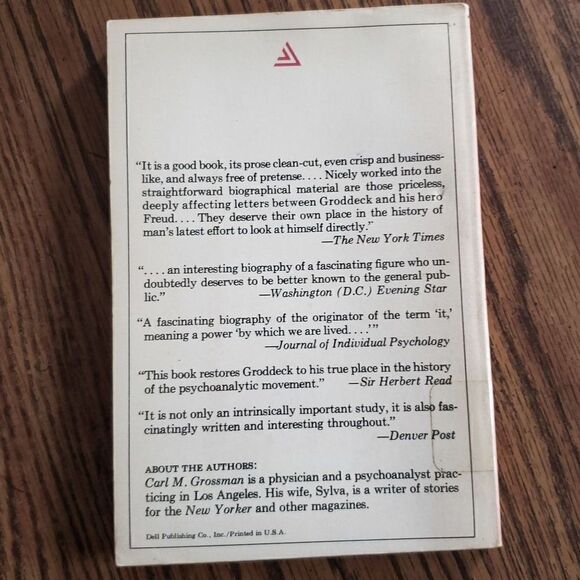 “It is a good book, its prose clean-cut, even crisp and business-
like, and always free of pretense. . . . Nicely worked into the
straightforward biographical material are those priceless,
deeply affecting letters between Groddeck and his hero
Freud. . . . They deserve their own place in the history of
man’s latest effort to look at himself directly.”
—The New York Times
“. . . . an interesting biography of a fascinating figure who un-
doubtedly deserves to be better known to the general pub-
lic.” —Washington (D.C.) Evening Star
“A fascinating biography of the originator of the term ‘it,’
meaning a power ‘by which we are lived. . . .’”
—Journal of Individual Psychology
“This book restores Groddeck to his true place in the history
of the psychoanalytic movement.” —Sir Herbert Read
“It is not only an intrinsically important study, it is also fas-
cinatingly written and interesting throughout.”
—Denver Post
ABOUT THE AUTHORS:
Carl M. Grossman is a physician and a psychoanalyst prac-
ticing in Los Angeles. His wife, Sylva, is a writer of stories
for the New Yorker and other magazines.
Dell Publishing Co., Inc./Printed in U.S.A.